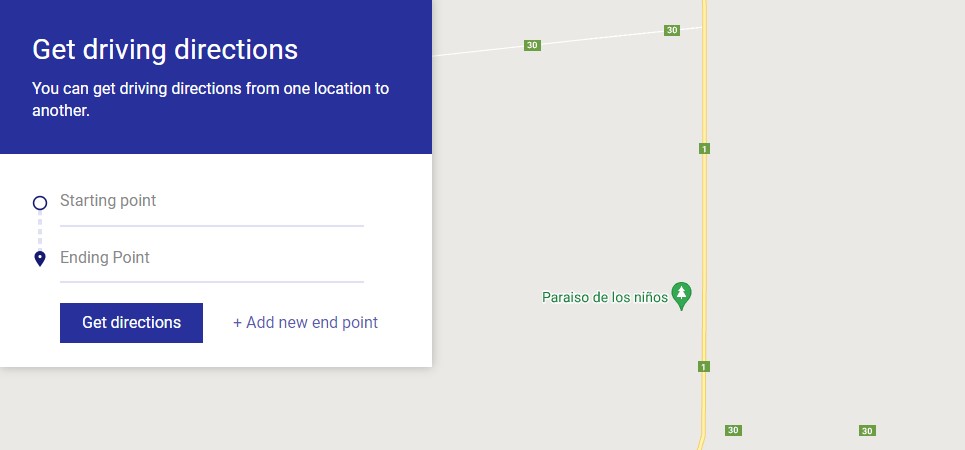 Get driving directions
You can get driving directions from one location to
another.
Starting point
Ending Point
Get directions
+ Add new end point
30
30
1
Paraiso de los niños
1
30
30